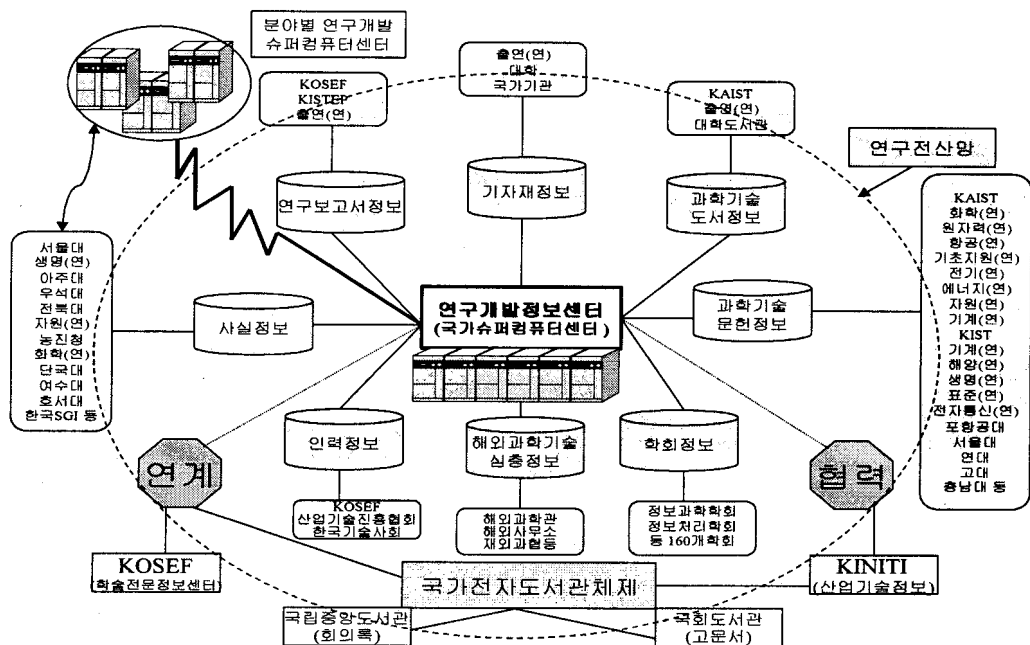 분야별 연구개발
슈퍼컴퓨터센터
출연(연)
대학
국가기관
KOSEF
KISTEP
출연(연)
KAIST
출연(연)
대학도서관
연구전산망
연구보고서정보
기자재정보
과학기술
도서정보
서울대
생명(연)
아주대
우석대
전북대
자원(연)
농진청
화학(연)
단국대
여수대
호서대
한국SGI 등
사실정보
연구개발정보센터
(국가슈퍼컴퓨터센터)
과학기술
문헌정보
KAIST
화학(연)
원자력(연)
항공(연)
기초지원(연)
전기(연)
에너지(연)
자원(연)
기계(연)
KIST
기계(연)
해양(연)
생명(연)
표준(연)
전자통신(연)
포항공대
서울대
연대
고대
충남대 등
인력정보
해외과학기술
심층정보
학회정보
연계
협력
KOSEF
산업기술진흥협회
한국기술사회
해외과학관
해외사무소
재외과협등
정보과학학회
정보처리학회
등 160개학회
KOSEF
(학술전문정보센터)
국가전자도서관체제
KINITI
(산업기술정보)
국립중앙도서관
(회의록)
국회도서관
(고문서)